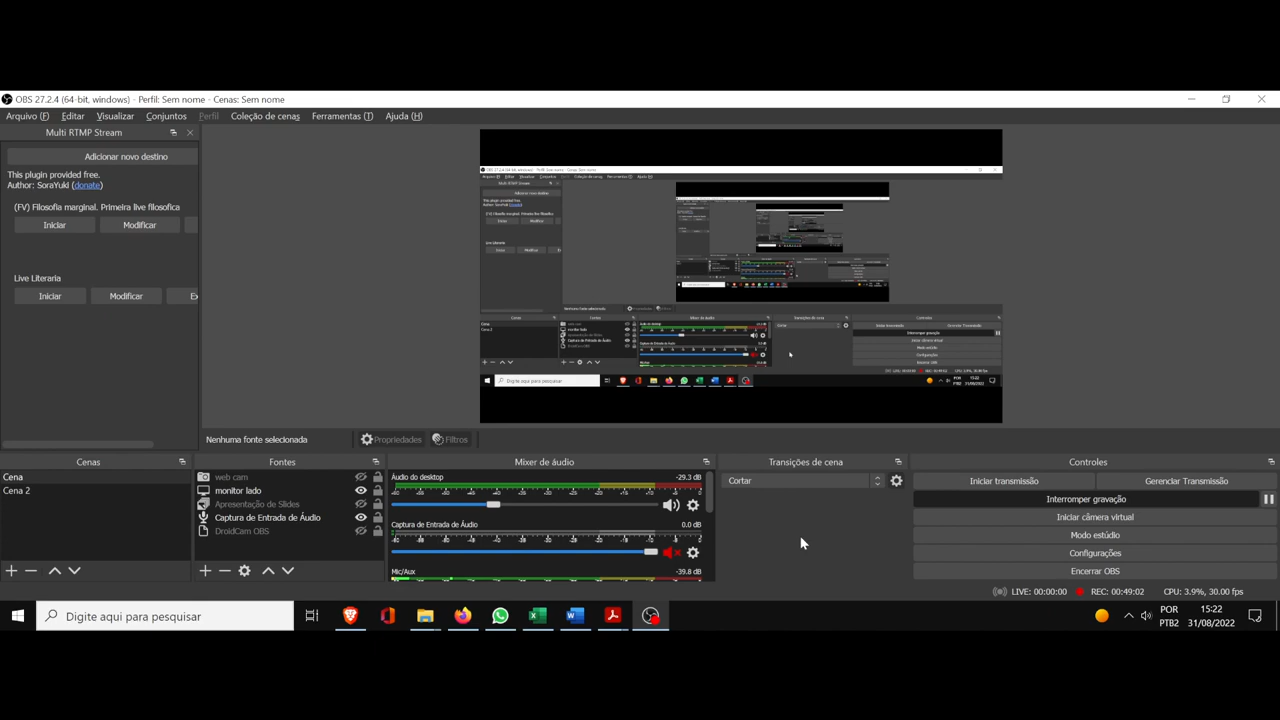 OBS 27.2.4 (64-bit, windows) - Perfil: Sem nome - Cenas: Sem nome
Arquivo (F) Editar Visualizar Conjuntos Perfil Coleção de cenas Ferramentas (T) Ajuda (H)
Multi RTMP Stream
Adicionar novo destino
This plugin provided free.
Author: SoraYuki (donate)
(FV) Filosofia marginal. Primeira live filosofica
Iniciar Modificar
Live Literaria
Iniciar Modificar Ex
Nenhuma fonte selecionada Propriedades Filtros
Cenas
Cena
Cena 2
Fontes
web cam
monitor lado
Apresentação de Slides
Captura de Entrada de Áudio
DroidCam OBS
Mixer de áudio
Áudio do desktop -29.3 dB
Captura de Entrada de Áudio 0.0 dB
Mic/Aux -39.8 dB
Transições de cena
Cortar
Controles
Iniciar transmissão Gerenciar Transmissão
Interromper gravação
Iniciar câmera virtual
Modo estúdio
Configurações
Encerrar OBS
LIVE: 00:00:00 REC: 00:49:02 CPU: 3.9%, 30.00 fps
Digite aqui para pesquisar
POR 15:22
PTB2 31/08/2022